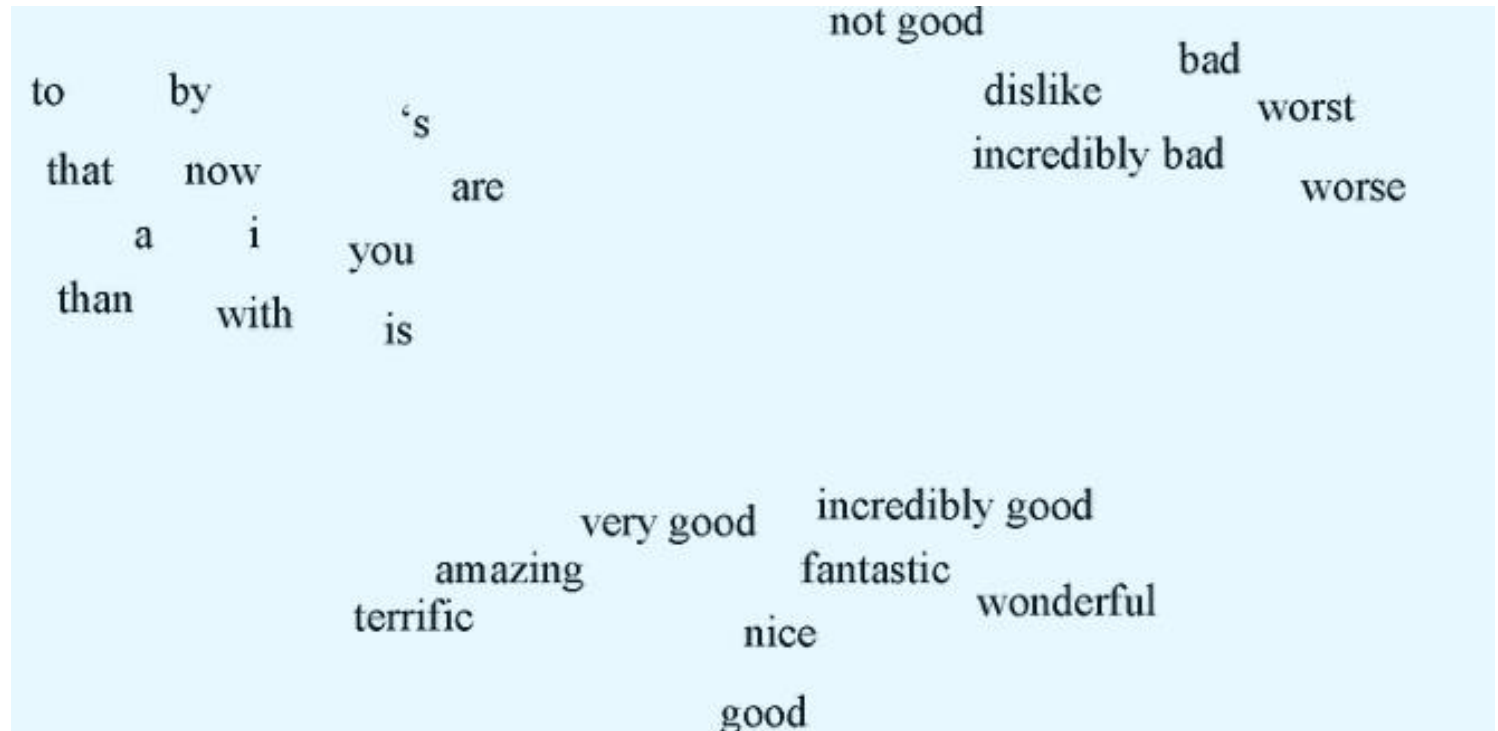 not good
bad
to by dislike
worst
's
incredibly bad
that now
are worse
a i
you
than
with
is
incredibly good
very good
amazing fantastic
wonderful
terrific
nice
good